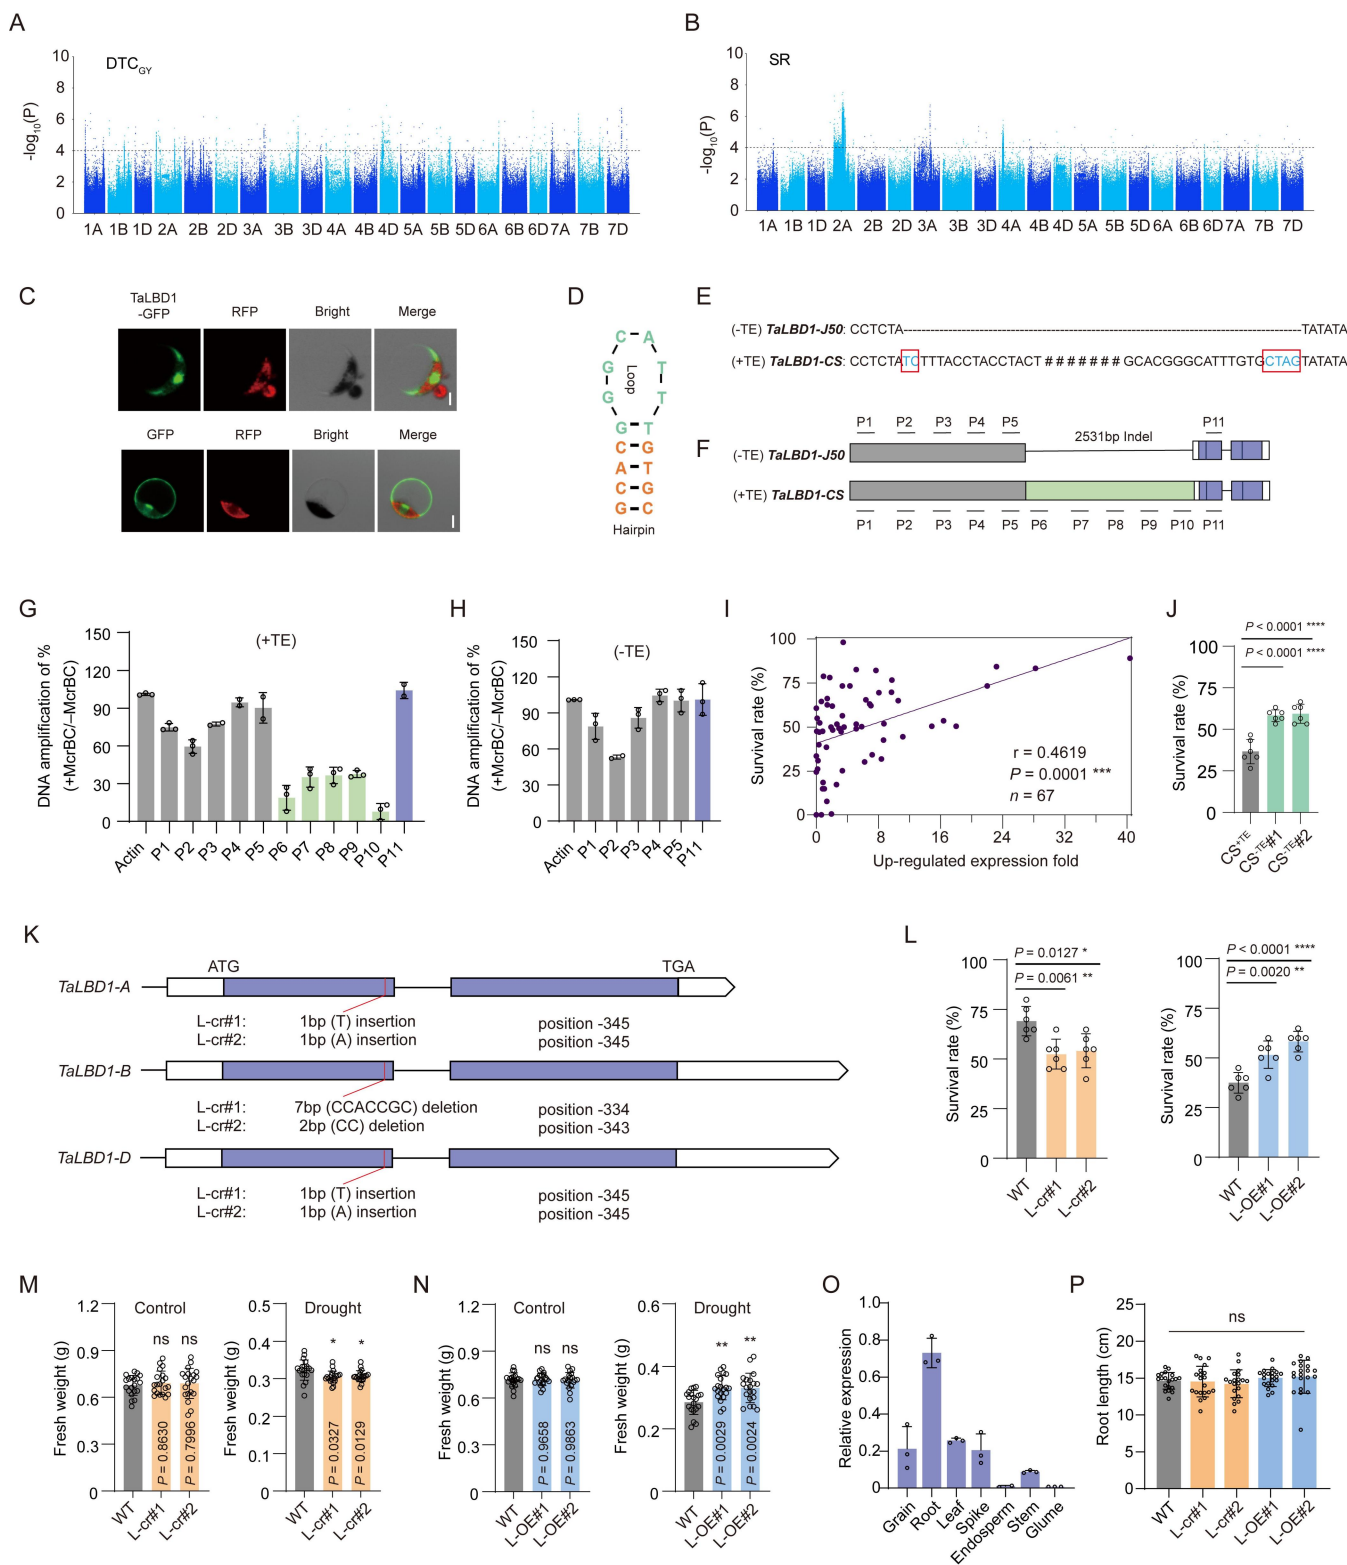 A
DTC_GY
-log10(P)
10
8
6
4
2
0
1A 1B 1D 2A 2B 2D 3A 3B 3D 4A 4B 4D 5A 5B 5D 6A 6B 6D 7A 7B 7D
B
SR
-log10(P)
10
8
6
4
2
0
1A 1B 1D 2A 2B 2D 3A 3B 3D 4A 4B 4D 5A 5B 5D 6A 6B 6D 7A 7B 7D
C
TaLBD1
-GFP
RFP
Bright
Merge
GFP
RFP
Bright
Merge
D
C A
G T
Loop
G T
G T
C G
A T
C G
G C
Hairpin
E
(-TE) TaLBD1-J50: CCTCTA-----TATATA
(+TE) TaLBD1-CS: CCTCTATCTTTACCTACCTACT#######GCACGGGCATTTGTGCTAGTATATA
F
P1 P2 P3 P4 P5 P11
2531bp Indel
(-TE) TaLBD1-J50
(+TE) TaLBD1-CS
P1 P2 P3 P4 P5 P6 P7 P8 P9 P10 P11
G
(+TE)
DNA amplification of %
(+McrBC/–McrBC)
150
120
90
60
30
0
Actin P1 P2 P3 P4 P5 P6 P7 P8 P9 P10 P11
H
(-TE)
DNA amplification of %
(+McrBC/–McrBC)
150
120
90
60
30
0
Actin P1 P2 P3 P4 P5 P11
I
Survival rate (%)
100
75
50
25
0
r = 0.4619
P = 0.0001 ***
n = 67
0 8 16 24 32 40
Up-regulated expression fold
J
P < 0.0001 ****
P < 0.0001 ****
Survival rate (%)
100
75
50
25
0
CS+TE CS-TE#1 CS-TE#2
K
ATG TGA
TaLBD1-A
L-cr#1: 1bp (T) insertion position -345
L-cr#2: 1bp (A) insertion position -345
TaLBD1-B
L-cr#1: 7bp (CCACCGC) deletion position -334
L-cr#2: 2bp (CC) deletion position -343
TaLBD1-D
L-cr#1: 1bp (T) insertion position -345
L-cr#2: 1bp (A) insertion position -345
L
P = 0.0127 *
P = 0.0061 **
Survival rate (%)
100
75
50
25
0
WT L-cr#1 L-cr#2
P < 0.0001 ****
P = 0.0020 **
Survival rate (%)
100
75
50
25
0
WT L-OE#1 L-OE#2
M
Control
Fresh weight (g)
1.2
0.9
0.6
0.3
0
ns ns
P = 0.8630
P = 0.7996
WT L-cr#1 L-cr#2
Drought
Fresh weight (g)
0.5
0.4
0.3
0.2
0.1
0
* *
P = 0.0327
P = 0.0129
WT L-cr#1 L-cr#2
N
Control
Fresh weight (g)
1.2
0.9
0.6
0.3
0
ns ns
P = 0.9658
P = 0.9863
WT L-OE#1 L-OE#2
Drought
Fresh weight (g)
0.6
0.4
0.2
0
** **
P = 0.0029
P = 0.0024
WT L-OE#1 L-OE#2
O
Relative expression
1.0
0.8
0.6
0.4
0.2
0
Grain Root Leaf Spike Endosperm Stem Glume
P
Root length (cm)
25
20
15
10
5
0
ns
WT L-cr#1 L-cr#2 L-OE#1 L-OE#2